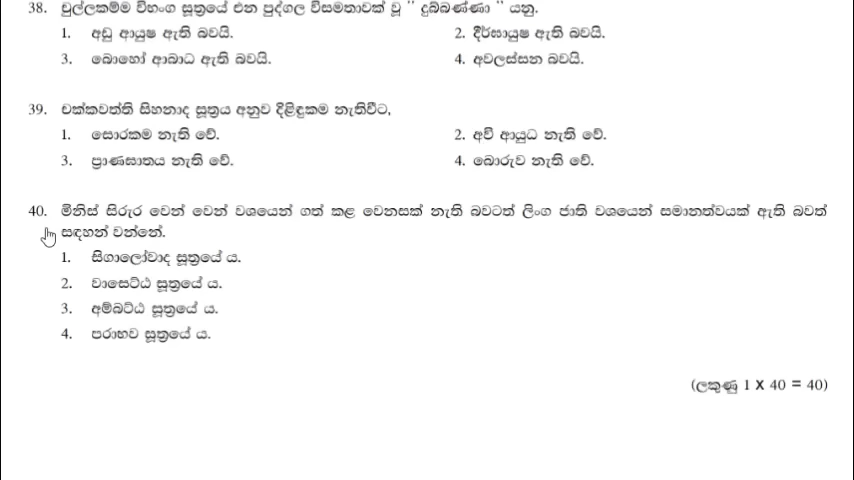 38. චුල්ලකම්ම විභංග සූත්‍රයේ එන පුද්ගල විසමතාවක් වූ " දුබ්බණ්ණා " යනු.
1. අඩු ආයුෂ ඇති බවයි. 2. දීර්ඝායුෂ ඇති බවයි.
3. බොහෝ ආබාධ ඇති බවයි. 4. අවලස්සන බවයි.
39. චක්කවත්ති සිහනාද සූත්‍රය අනුව දිළිඳුකම නැතිවීට,
1. සොරකම නැති වේ. 2. අවි ආයුධ නැති වේ.
3. ප්‍රාණඝාතය නැති වේ. 4. බොරුව නැති වේ.
40. මිනිස් සිරුර වෙන් වෙන් වශයෙන් ගත් කළ වෙනසක් නැති බවටත් ලිංග ජාති වශයෙන් සමානත්වයක් ඇති බවත්
සඳහන් වන්නේ.
1. සිගාලෝවාද සූත්‍රයේ ය.
2. වාසෙට්ඨ සූත්‍රයේ ය.
3. අම්බට්ඨ සූත්‍රයේ ය.
4. පරාභව සූත්‍රයේ ය.
(ලකුණු 1 X 40 = 40)